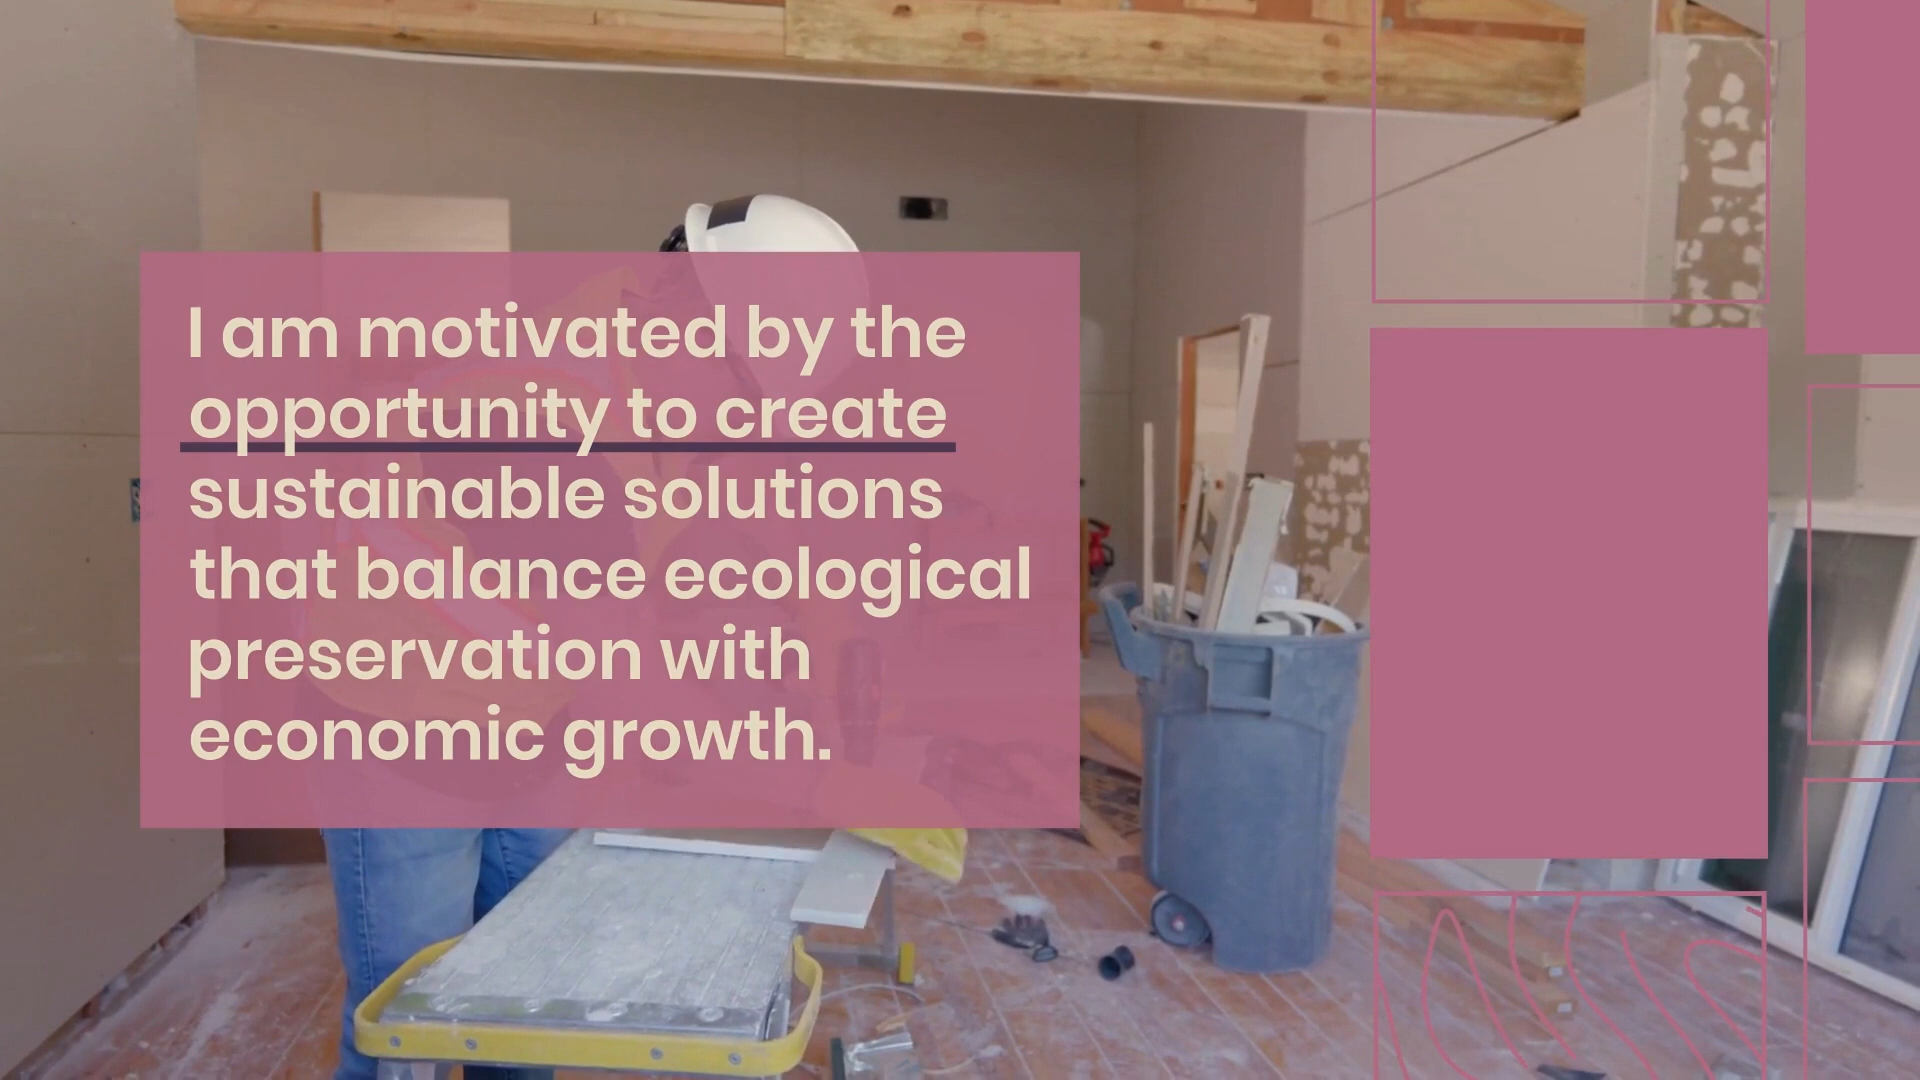 I am motivated by the
opportunity to create
sustainable solutions
that balance ecological
preservation with
economic growth.